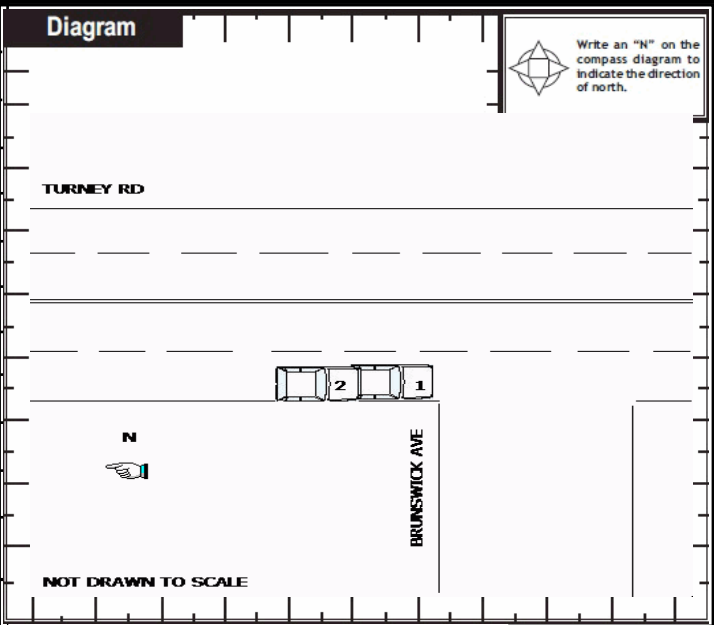 Diagram
Write an “N” on the
compass diagram to
indicate the direction
of north.
TURNEY RD
2
1
N
BRUNSWICK AVE
NOT DRAWN TO SCALE